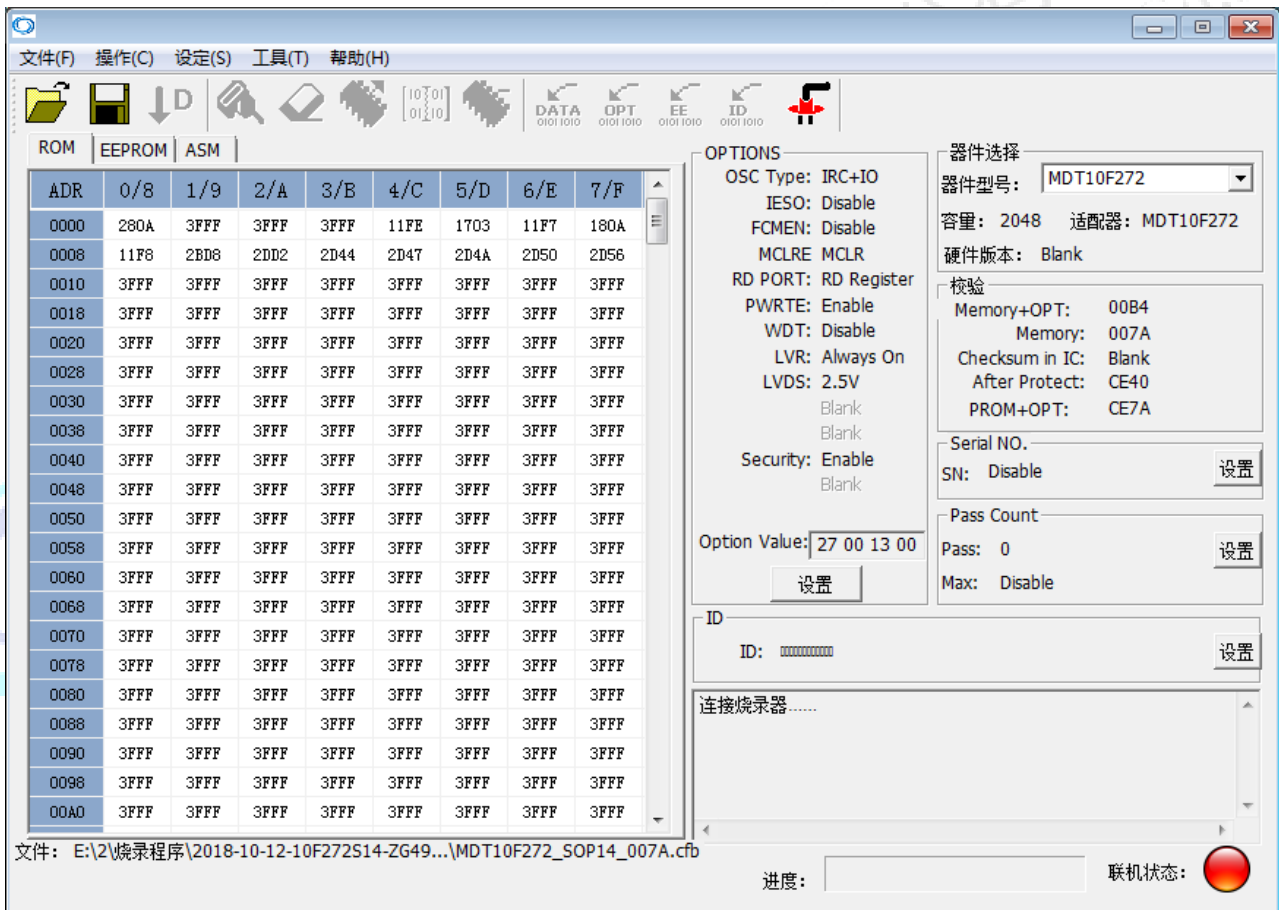 文件(F) 操作(C) 设定(S) 工具(T) 帮助(H)
D DATA OPT EE ID
ROM EEPROM ASM
ADR 0/8 1/9 2/A 3/B 4/C 5/D 6/E 7/F
0000 280A 3FFF 3FFF 3FFF 11FE 1703 11F7 180A
0008 11F8 2BD8 2DD2 2D44 2D47 2D4A 2D50 2D56
0010 3FFF 3FFF 3FFF 3FFF 3FFF 3FFF 3FFF 3FFF
0018 3FFF 3FFF 3FFF 3FFF 3FFF 3FFF 3FFF 3FFF
0020 3FFF 3FFF 3FFF 3FFF 3FFF 3FFF 3FFF 3FFF
0028 3FFF 3FFF 3FFF 3FFF 3FFF 3FFF 3FFF 3FFF
0030 3FFF 3FFF 3FFF 3FFF 3FFF 3FFF 3FFF 3FFF
0038 3FFF 3FFF 3FFF 3FFF 3FFF 3FFF 3FFF 3FFF
0040 3FFF 3FFF 3FFF 3FFF 3FFF 3FFF 3FFF 3FFF
0048 3FFF 3FFF 3FFF 3FFF 3FFF 3FFF 3FFF 3FFF
0050 3FFF 3FFF 3FFF 3FFF 3FFF 3FFF 3FFF 3FFF
0058 3FFF 3FFF 3FFF 3FFF 3FFF 3FFF 3FFF 3FFF
0060 3FFF 3FFF 3FFF 3FFF 3FFF 3FFF 3FFF 3FFF
0068 3FFF 3FFF 3FFF 3FFF 3FFF 3FFF 3FFF 3FFF
0070 3FFF 3FFF 3FFF 3FFF 3FFF 3FFF 3FFF 3FFF
0078 3FFF 3FFF 3FFF 3FFF 3FFF 3FFF 3FFF 3FFF
0080 3FFF 3FFF 3FFF 3FFF 3FFF 3FFF 3FFF 3FFF
0088 3FFF 3FFF 3FFF 3FFF 3FFF 3FFF 3FFF 3FFF
0090 3FFF 3FFF 3FFF 3FFF 3FFF 3FFF 3FFF 3FFF
0098 3FFF 3FFF 3FFF 3FFF 3FFF 3FFF 3FFF 3FFF
00A0 3FFF 3FFF 3FFF 3FFF 3FFF 3FFF 3FFF 3FFF
OPTIONS
OSC Type: IRC+IO
IESO: Disable
FCMEN: Disable
MCLRE MCLR
RD PORT: RD Register
PWRTE: Enable
WDT: Disable
LVR: Always On
LVDS: 2.5V
Blank
Blank
Security: Enable
Blank
Option Value: 27 00 13 00
设置
器件选择
器件型号: MDT10F272
容量: 2048 适配器: MDT10F272
硬件版本: Blank
校验
Memory+OPT: 00B4
Memory: 007A
Checksum in IC: Blank
After Protect: CE40
PROM+OPT: CE7A
Serial NO.
SN: Disable 设置
Pass Count
Pass: 0 设置
Max: Disable
ID
ID: 设置
连接烧录器......
文件: E:\2\烧录程序\2018-10-12-10F272S14-ZG49...\MDT10F272_SOP14_007A.cfb
进度: 联机状态: